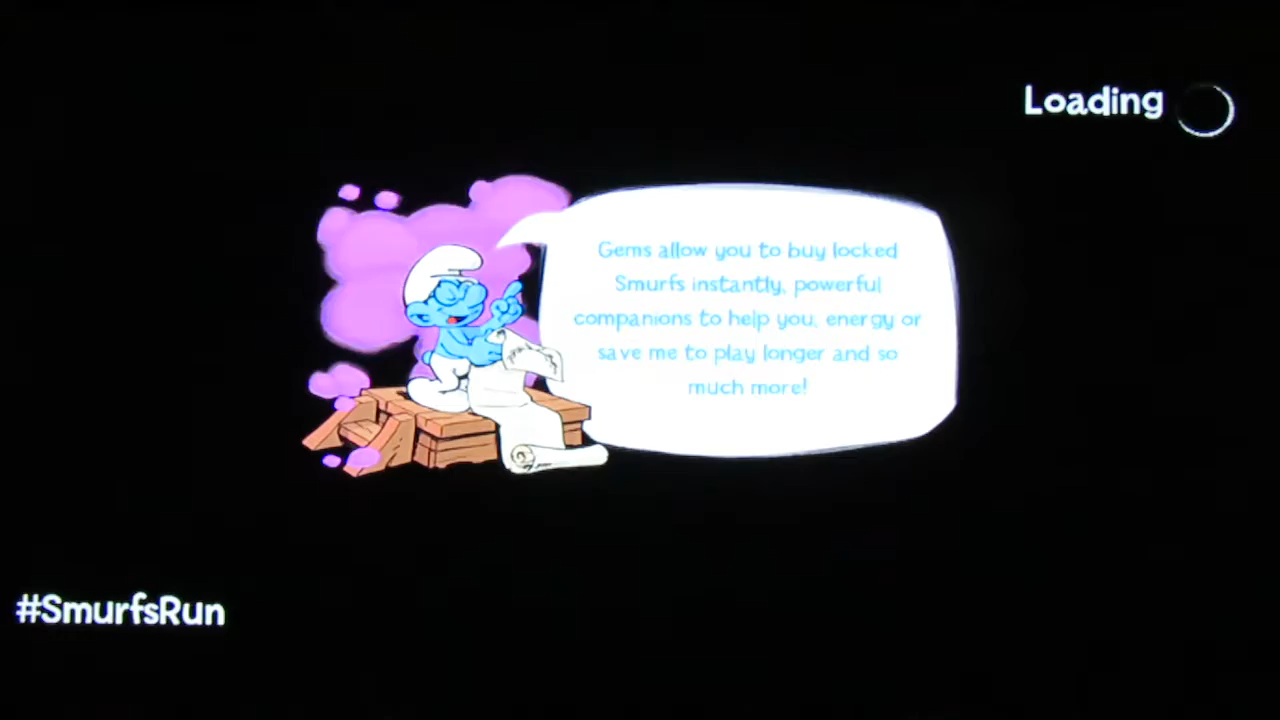 Loading
Gems allow you to buy locked
Smurfs instantly, powerful
companions to help you, energy or
save me to play longer and so
much more!
#SmurfsRun